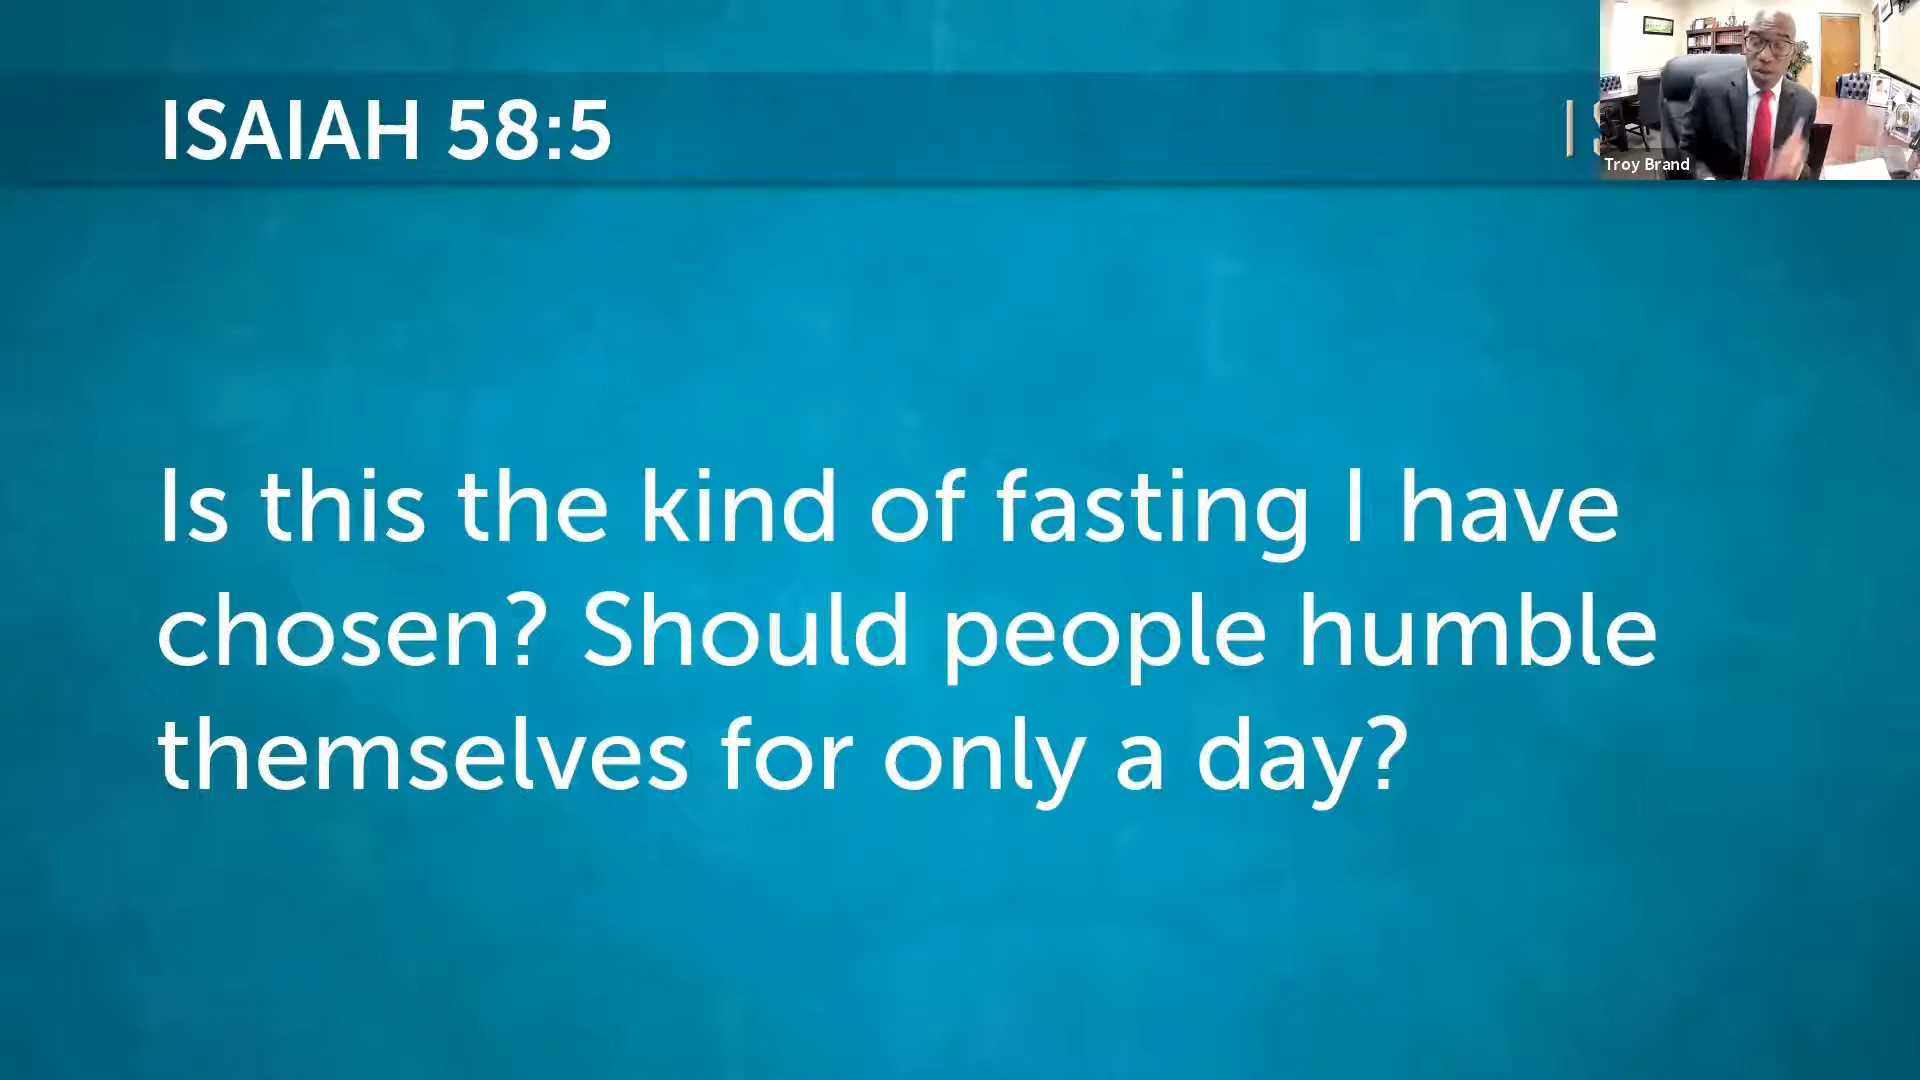 ISAIAH 58:5
I
Troy Brand
Is this the kind of fasting I have
chosen? Should people humble
themselves for only a day?